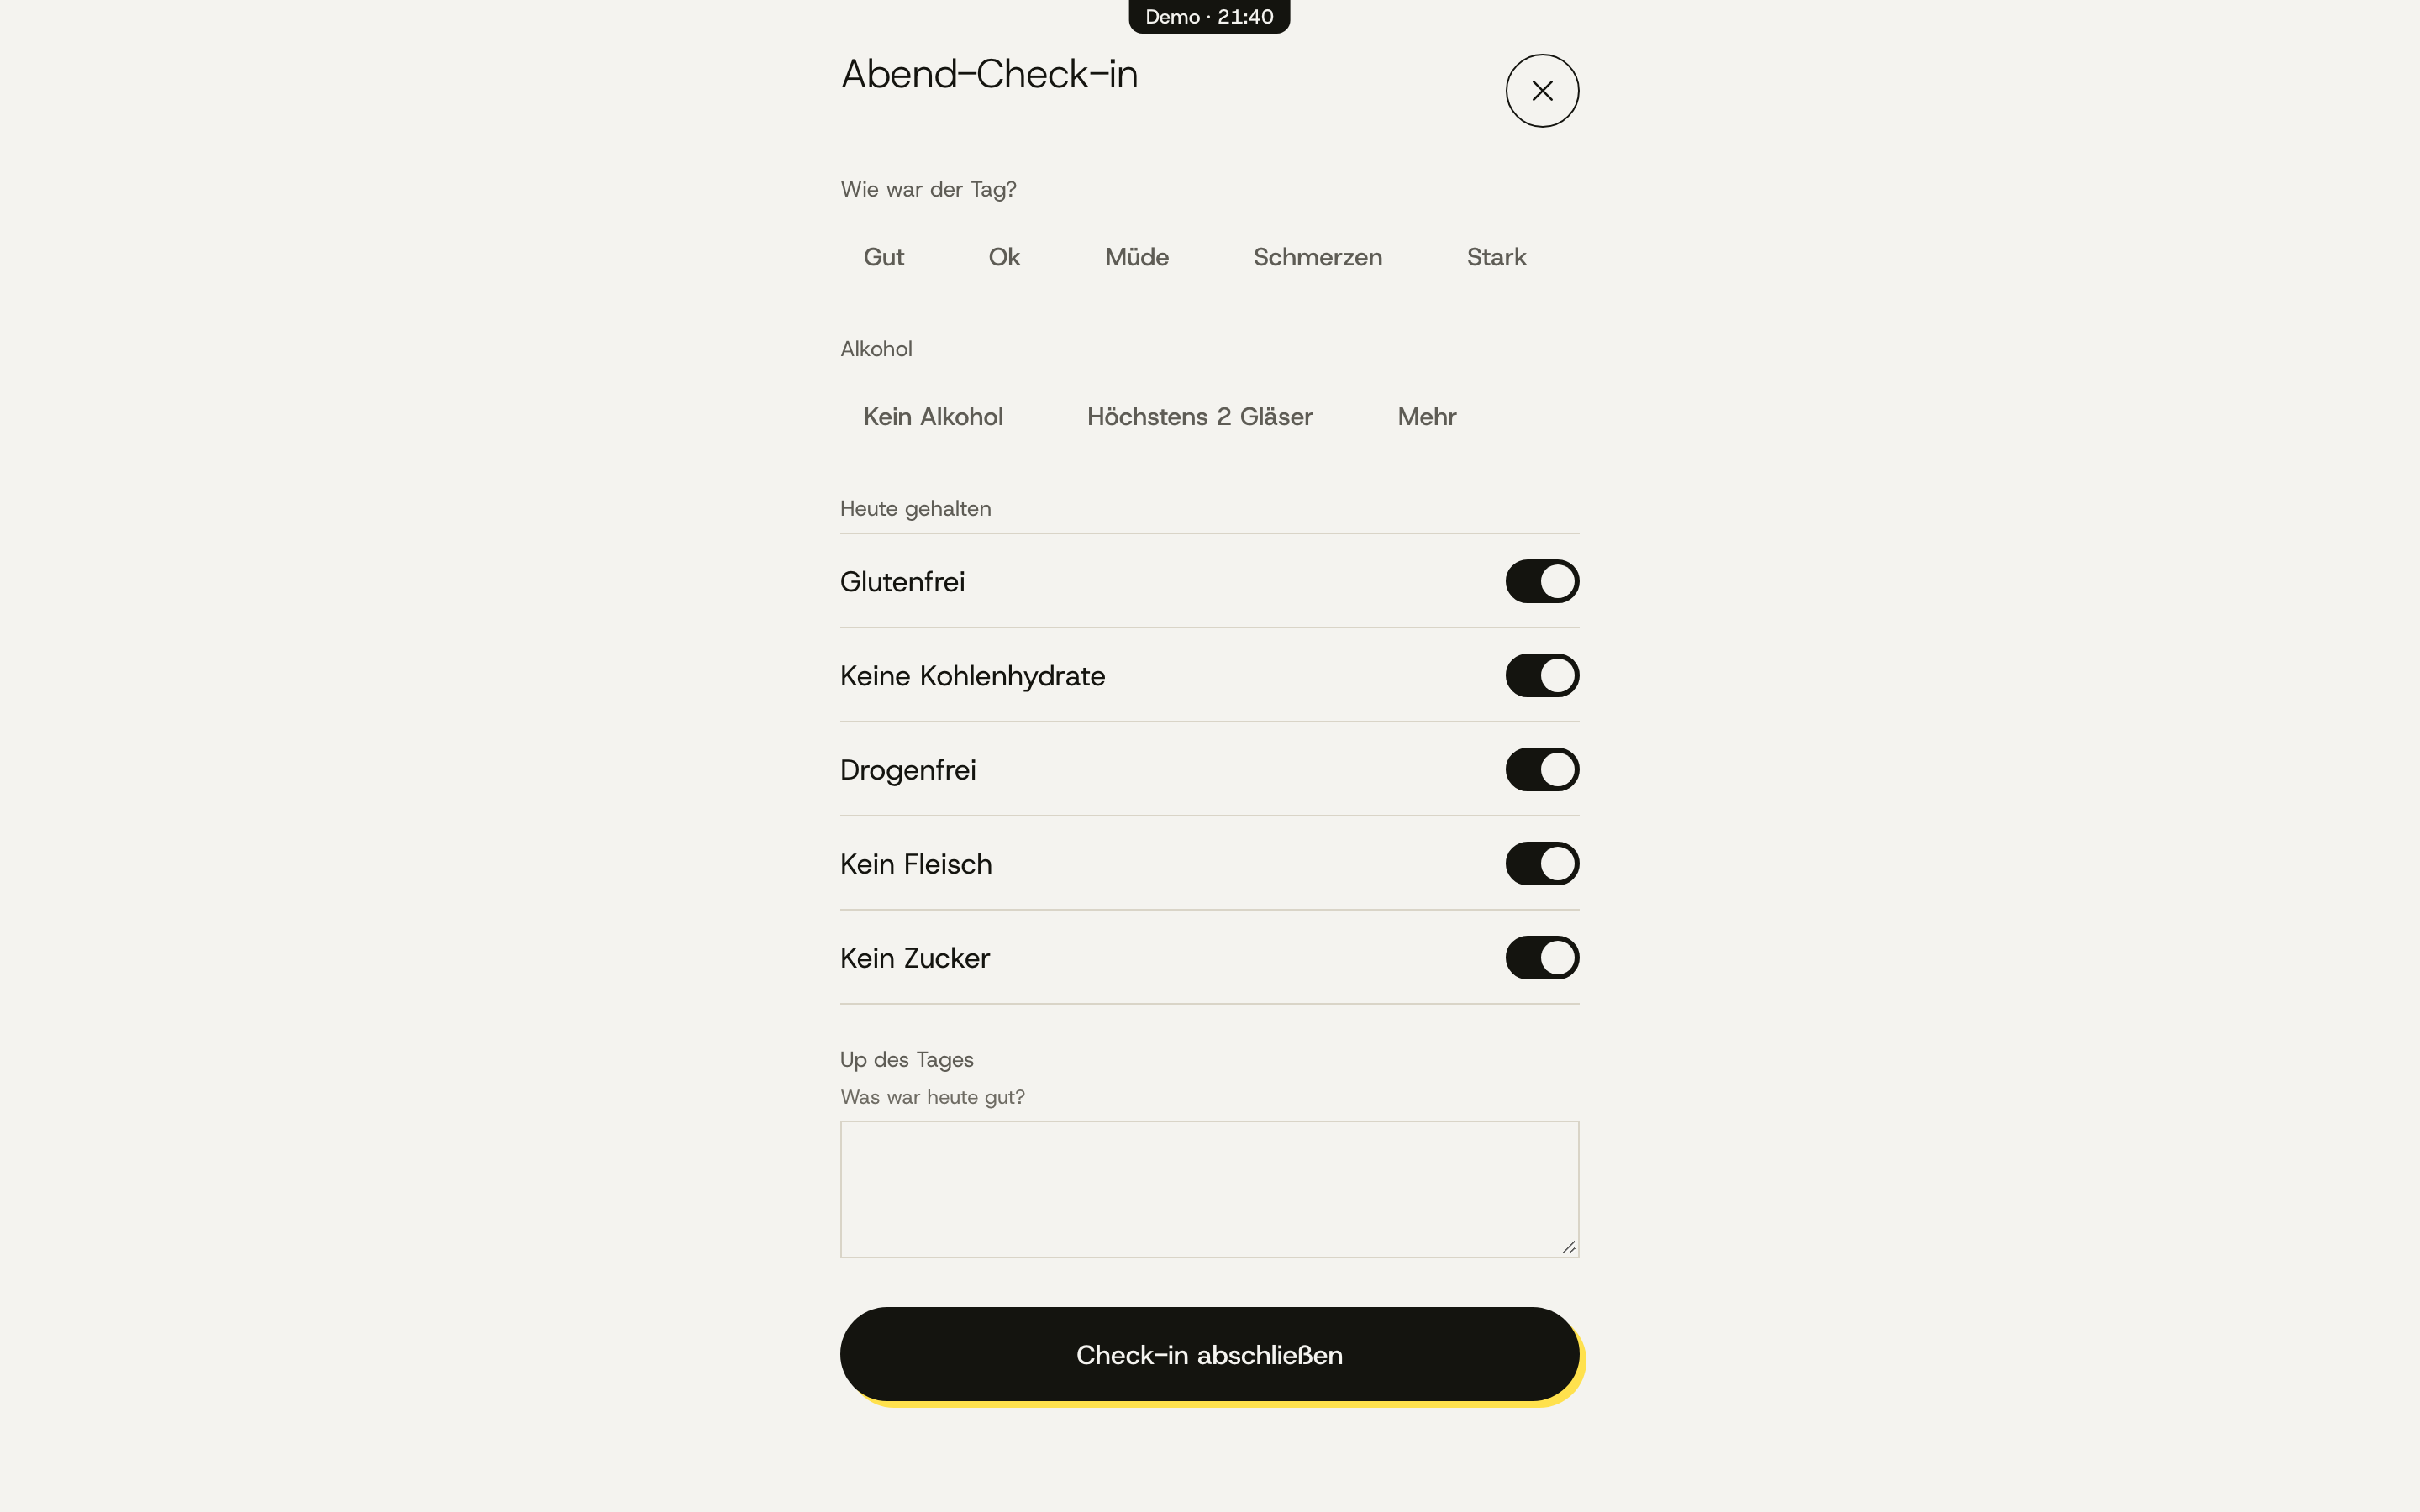 Demo · 21:40
Abend-Check-in
Wie war der Tag?
Gut Ok Müde Schmerzen Stark
Alkohol
Kein Alkohol Höchstens 2 Gläser Mehr
Heute gehalten
Glutenfrei
Keine Kohlenhydrate
Drogenfrei
Kein Fleisch
Kein Zucker
Up des Tages
Was war heute gut?
Check-in abschließen